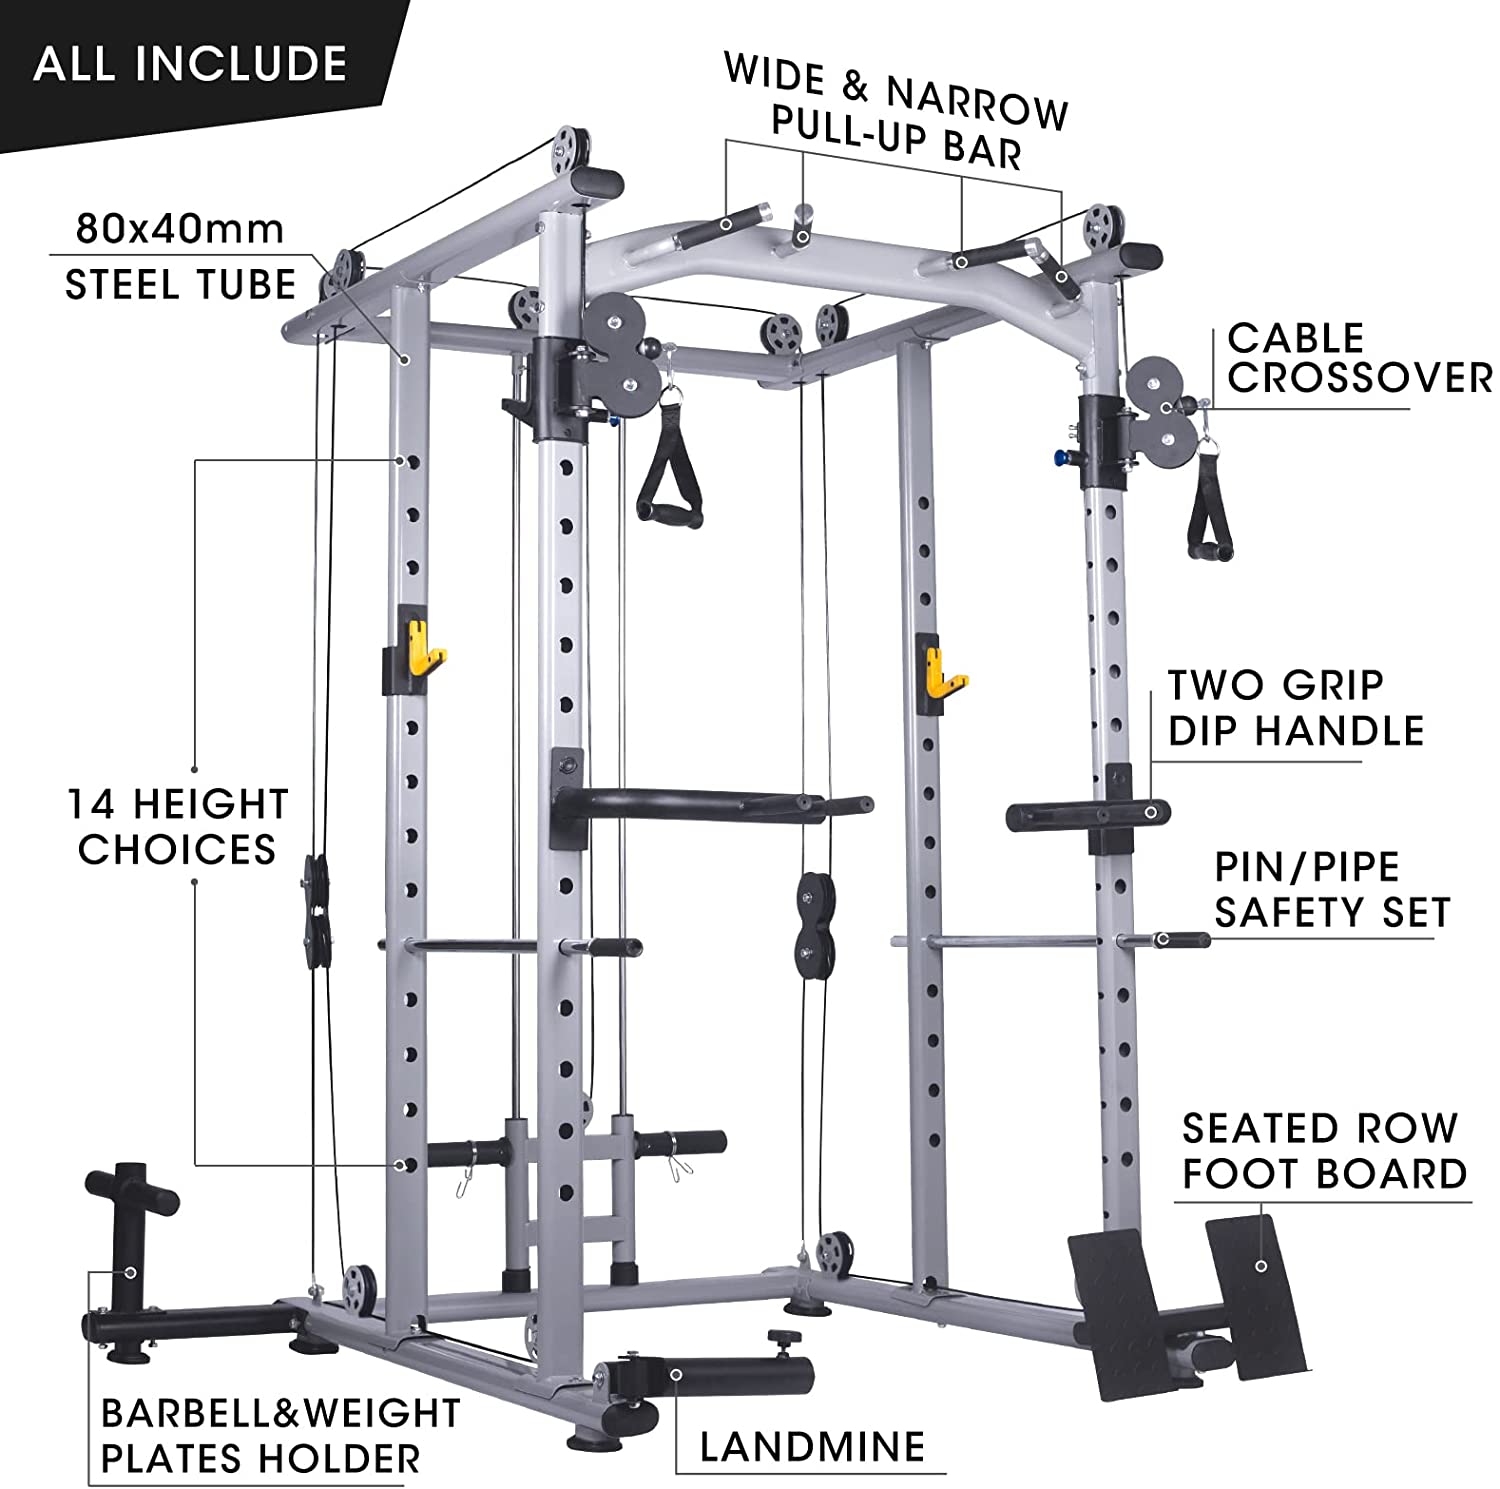 ALL INCLUDE
WIDE & NARROW
PULL-UP BAR
80x40mm
STEEL TUBE
CABLE
CROSSOVER
TWO GRIP
DIP HANDLE
14 HEIGHT
CHOICES
PIN/PIPE
SAFETY SET
SEATED ROW
FOOT BOARD
BARBELL&WEIGHT
PLATES HOLDER
LANDMINE